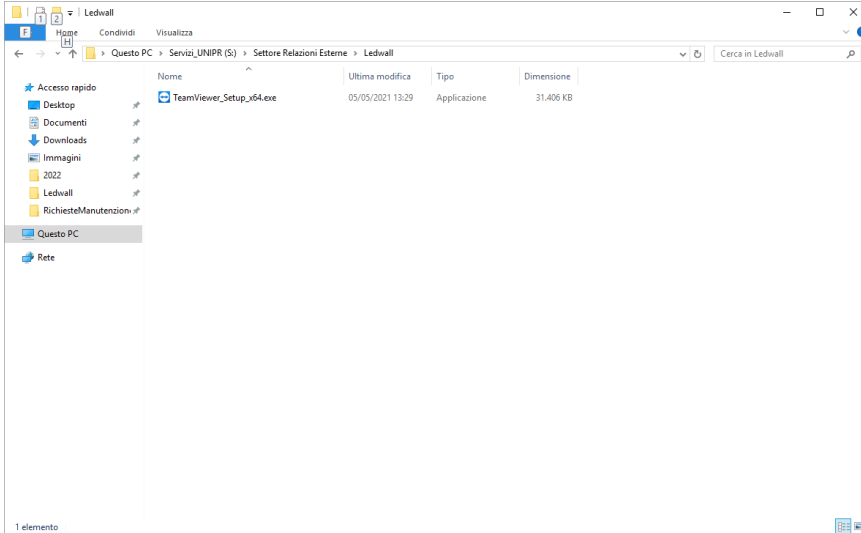 Ledwall
1 2
F Home Condividi Visualizza
H
Questo PC > Servizi_UNIPR (S:) > Settore Relazioni Esterne > Ledwall
Cerca in Ledwall
Nome Ultima modifica Tipo Dimensione
Accesso rapido
Desktop
Documenti
Downloads
Immagini
2022
Ledwall
RichiesteManutenzion
Questo PC
Rete
TeamViewer_Setup_x64.exe 05/05/2021 13:29 Applicazione 31.406 KB
1 elemento